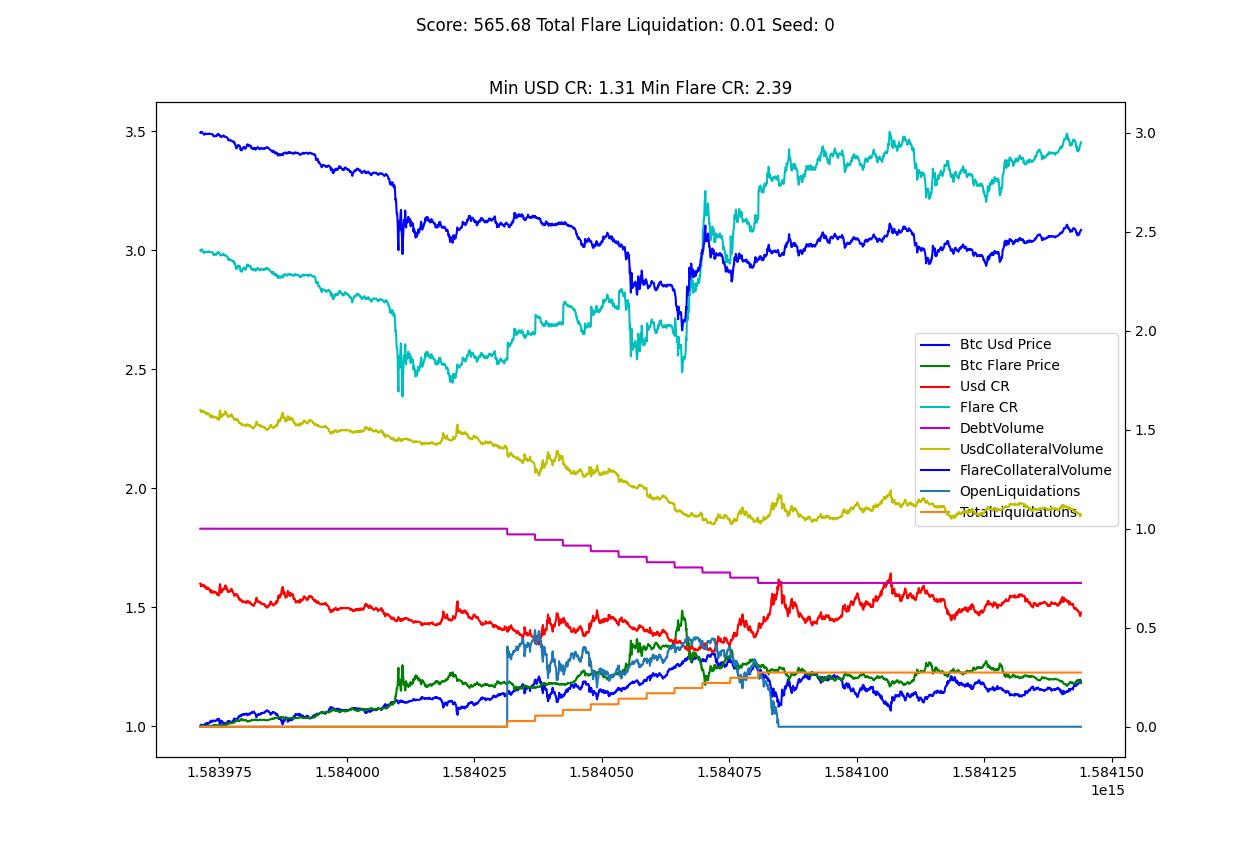 Score: 565.68 Total Flare Liquidation: 0.01 Seed: 0
Min USD CR: 1.31 Min Flare CR: 2.39
3.5
3.0
2.5
2.0
1.5
1.0
3.0
2.5
2.0
1.5
1.0
0.5
0.0
Btc Usd Price
Btc Flare Price
Usd CR
Flare CR
DebtVolume
UsdCollateralVolume
FlareCollateralVolume
OpenLiquidations
TotalLiquidations
1.583975 1.584000 1.584025 1.584050 1.584075 1.584100 1.584125 1.584150
1e15